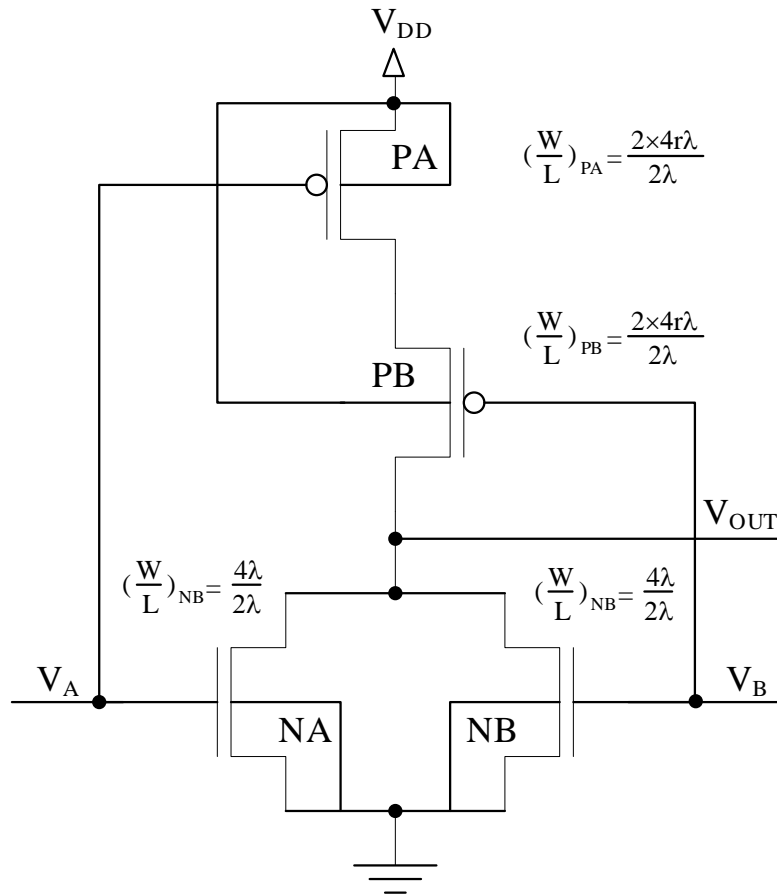 V_DD
PA
(W/L)_PA = 2×4rλ/2λ
PB
(W/L)_PB = 2×4rλ/2λ
V_OUT
(W/L)_NB = 4λ/2λ
(W/L)_NB = 4λ/2λ
V_A
NA
NB
V_B